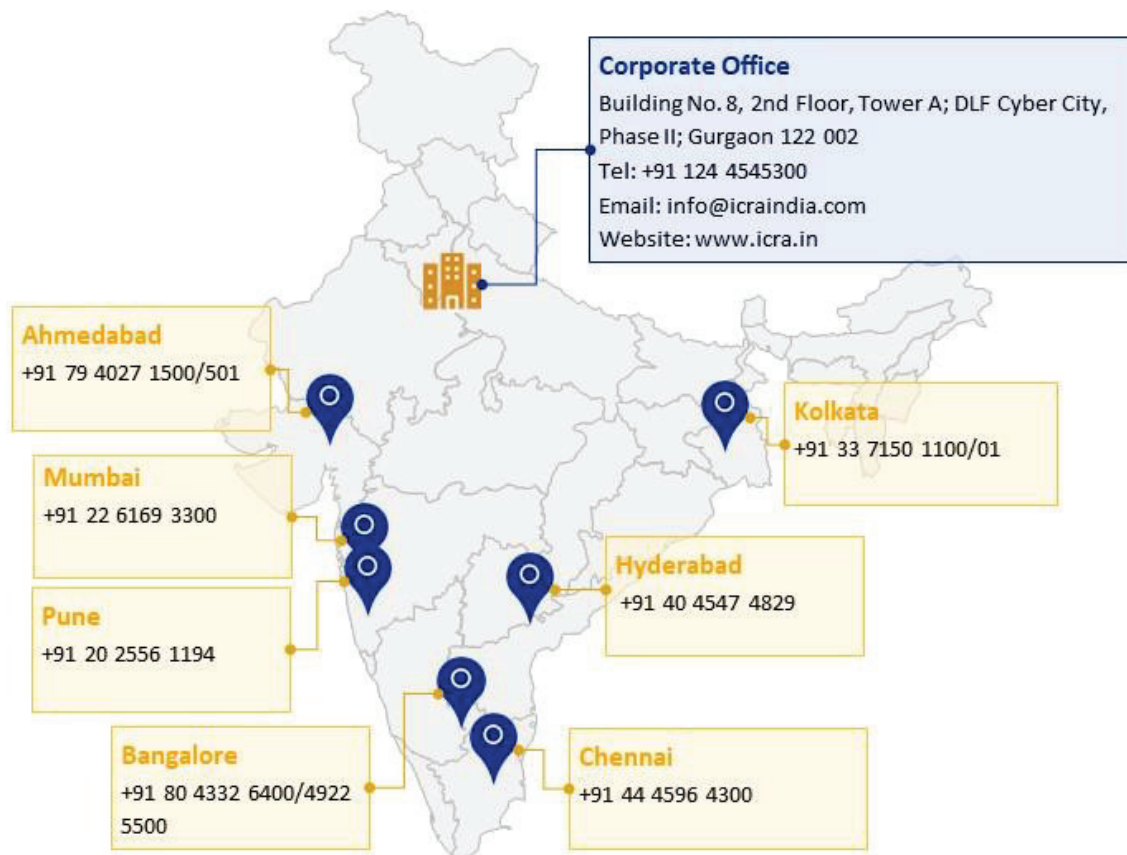 Corporate Office
Building No. 8, 2nd Floor, Tower A; DLF Cyber City,
Phase II; Gurgaon 122 002
Tel: +91 124 4545300
Email: info@icraindia.com
Website: www.icra.in
Ahmedabad
+91 79 4027 1500/501
Kolkata
+91 33 7150 1100/01
Mumbai
+91 22 6169 3300
Hyderabad
+91 40 4547 4829
Pune
+91 20 2556 1194
Bangalore
+91 80 4332 6400/4922
5500
Chennai
+91 44 4596 4300